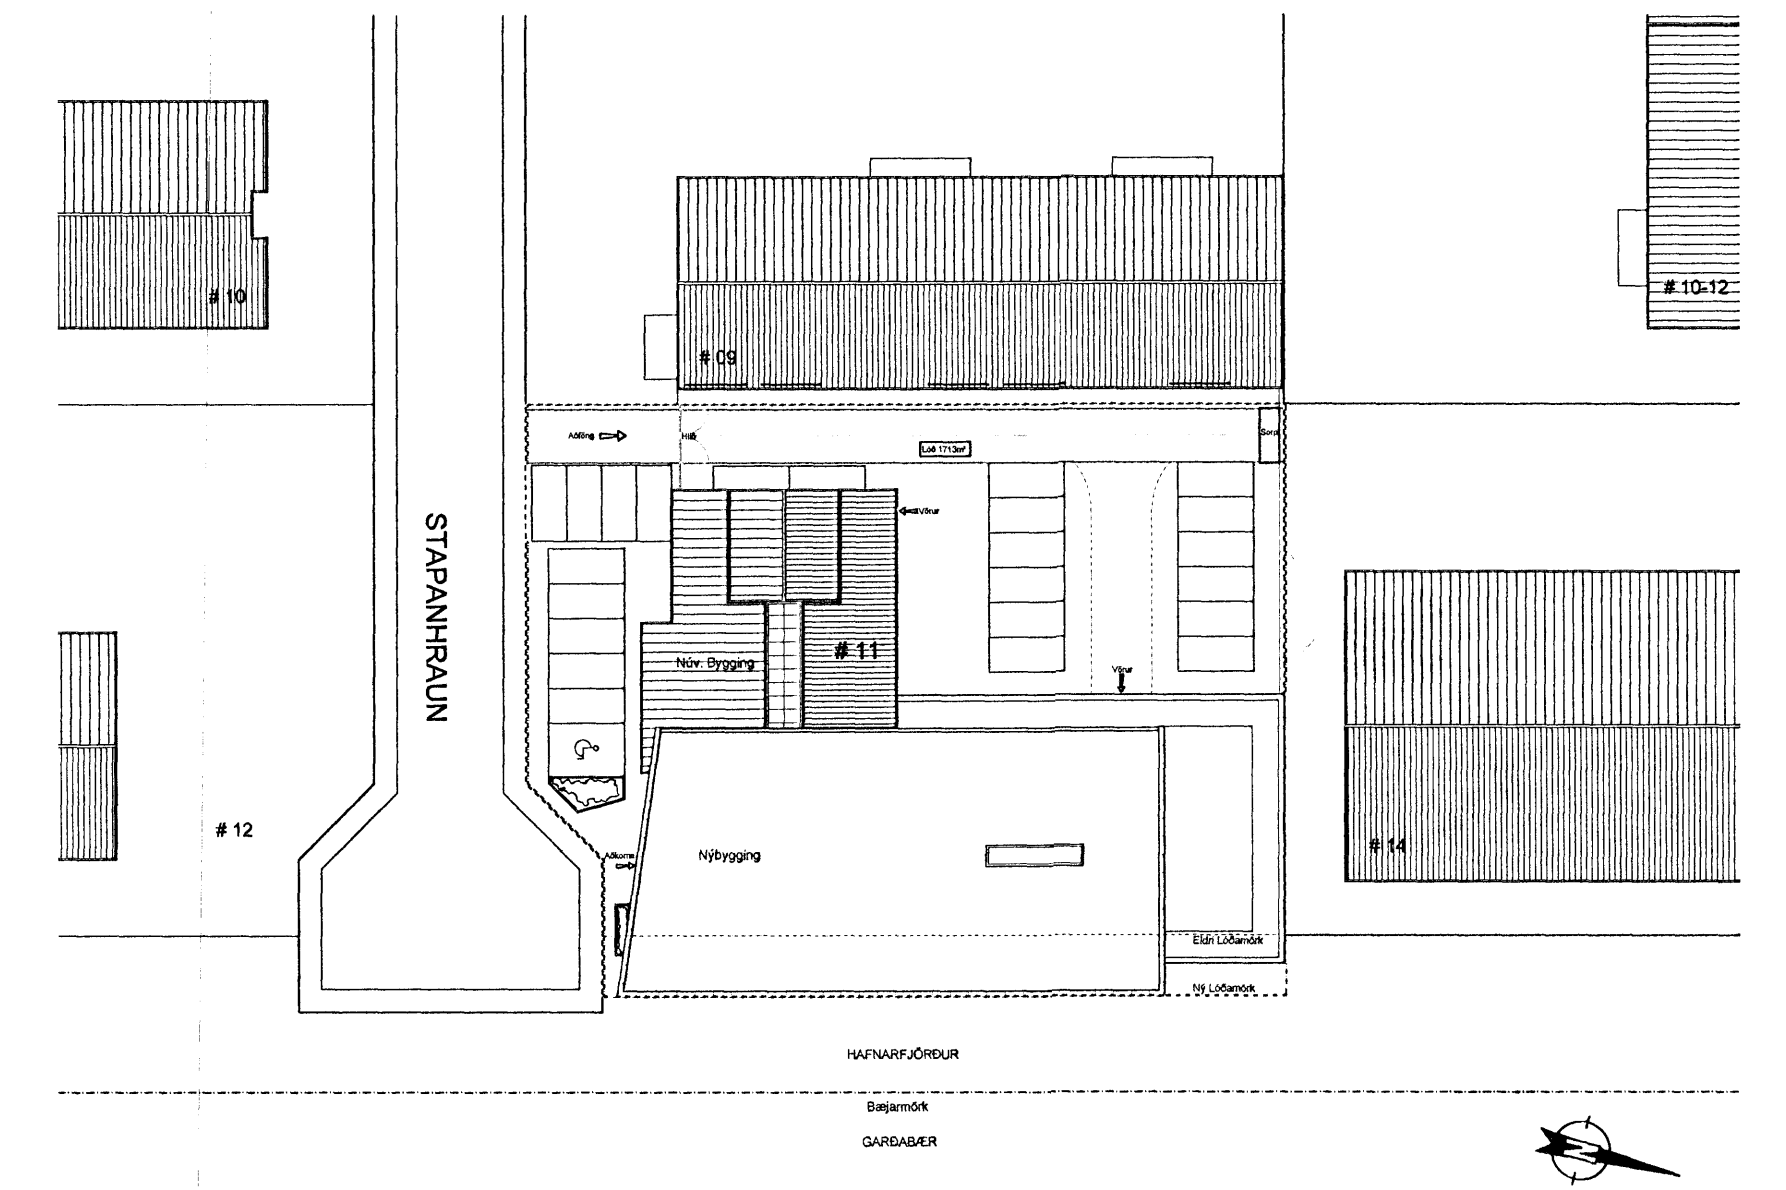 # 10
# 10-12
# 09
Aðföng
Hlið
Lóð 1713m²
Sorp
STAPAHRAUN
Vörur
# 11
Núv. Bygging
Vörur
# 12
# 14
Aðkoma
Nýbygging
Eldri Lóðamörk
Ný Lóðamörk
HAFNARFJÖRÐUR
Bæjarmörk
GARÐABÆR
N